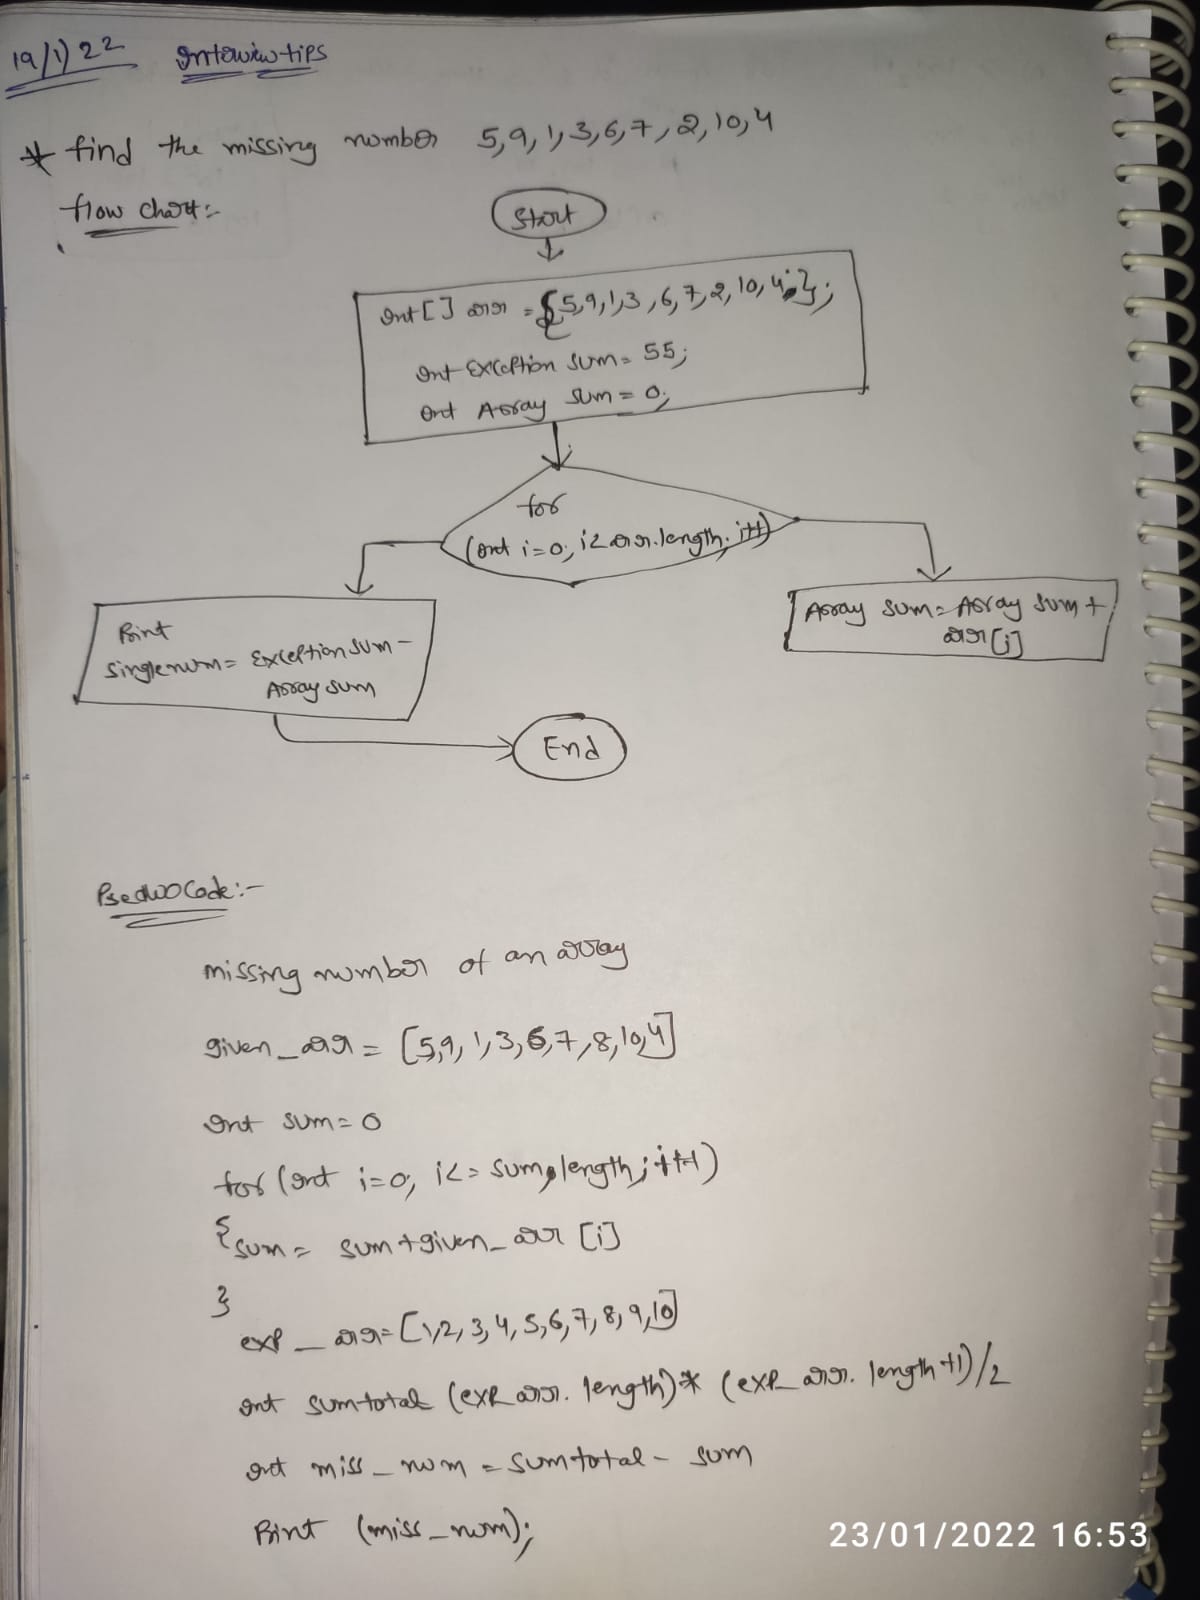 19/1/22 Interview tips
* find the missing number 5,9,1,3,6,7,2,10,4
flow chart:-
Start
Int [] arr = {5,9,1,3,6,7,2,10,4};
Int Exception sum = 55;
Int Array sum = 0;
for
(int i=0; i< arr.length; i++)
Print
Singlenum = Exception sum -
Array sum
Array sum = Array sum +
arr[i]
End
Psedwo Code:-
missing number of an array
given_arr = [5,9,1,3,6,7,8,10,4]
Int sum = 0
for (int i=0; i<= sum.length; i++)
{
sum = sum + given_arr [i]
}
exp_arr = [1,2,3,4,5,6,7,8,9,10]
int sumtotal (exp_arr. length)* (exp_arr. length +1)/2
int miss_num = sumtotal - sum
Print (miss_num);
23/01/2022 16:53